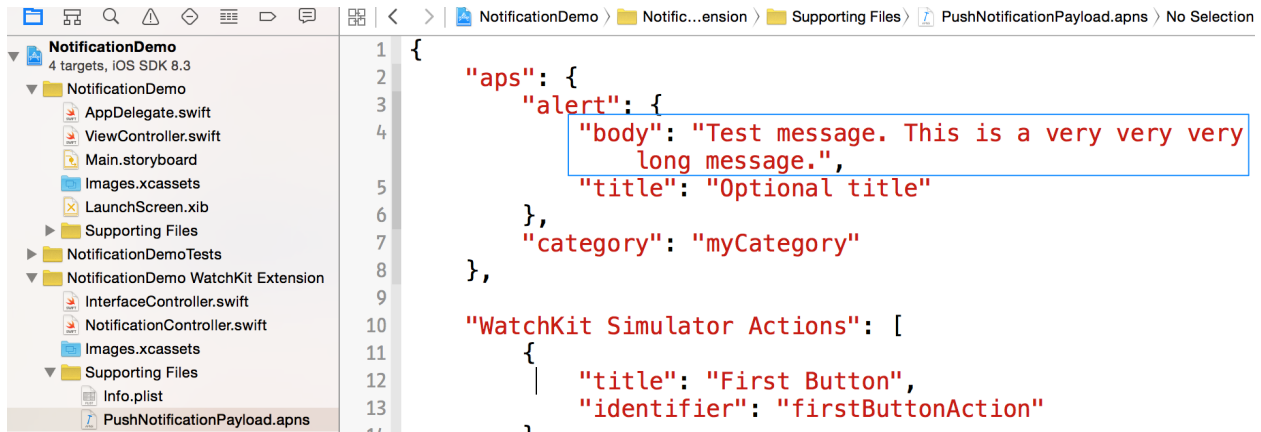 NotificationDemo 〉 Notific...ension 〉 Supporting Files〉 PushNotificationPayload.apns 〉No Selection
NotificationDemo
4 targets, iOS SDK 8.3
NotificationDemo
AppDelegate.swift
ViewController.swift
Main.storyboard
Images.xcassets
LaunchScreen.xib
Supporting Files
NotificationDemoTests
NotificationDemo WatchKit Extension
InterfaceController.swift
NotificationController.swift
Images.xcassets
Supporting Files
Info.plist
PushNotificationPayload.apns
1 {
2 "aps": {
3 "alert": {
4 "body": "Test message. This is a very very very
long message.",
5 "title": "Optional title"
6 },
7 "category": "myCategory"
8 },
9
10 "WatchKit Simulator Actions": [
11 {
12 "title": "First Button",
13 "identifier": "firstButtonAction"